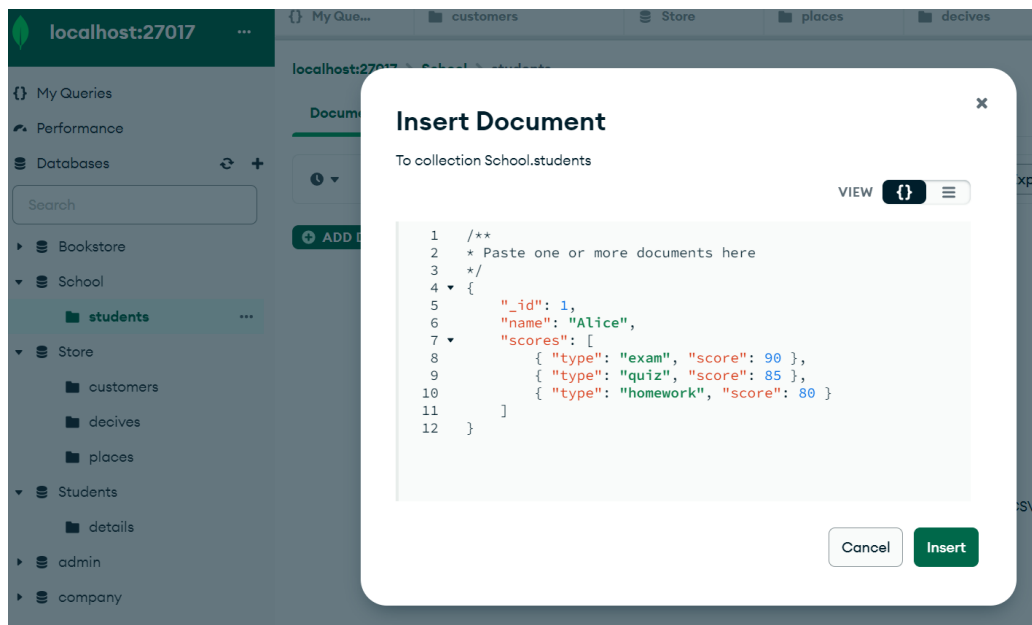 localhost:27017
{} My Que...
customers
Store
places
decives
{} My Queries
Performance
Databases
Search
Bookstore
School
students
Store
customers
decives
places
Students
details
admin
company
localhost:27017 > School > students
ADD
Insert Document
To collection School.students
VIEW {}
1 /**
2 * Paste one or more documents here
3 */
4 {
5 "_id": 1,
6 "name": "Alice",
7 "scores": [
8 { "type": "exam", "score": 90 },
9 { "type": "quiz", "score": 85 },
10 { "type": "homework", "score": 80 }
11 ]
12 }
Cancel
Insert